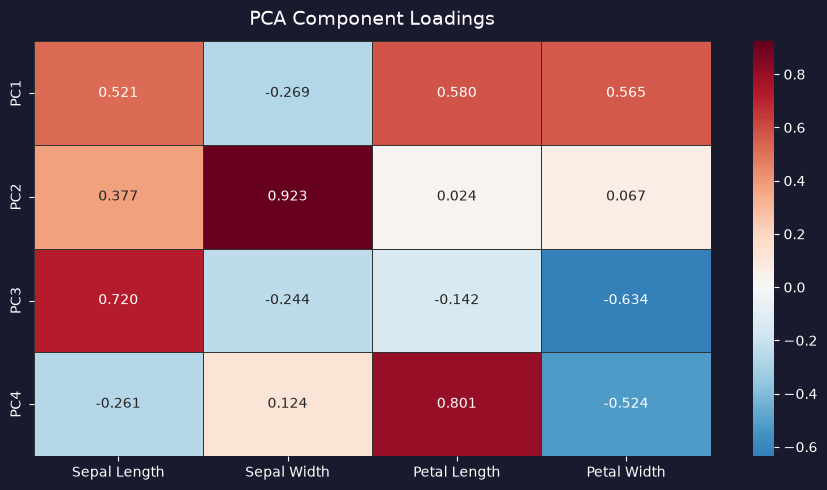 PCA Component Loadings
PC1 0.521 -0.269 0.580 0.565
PC2 0.377 0.923 0.024 0.067
PC3 0.720 -0.244 -0.142 -0.634
PC4 -0.261 0.124 0.801 -0.524
Sepal Length Sepal Width Petal Length Petal Width
0.8
0.6
0.4
0.2
0.0
−0.2
−0.4
−0.6